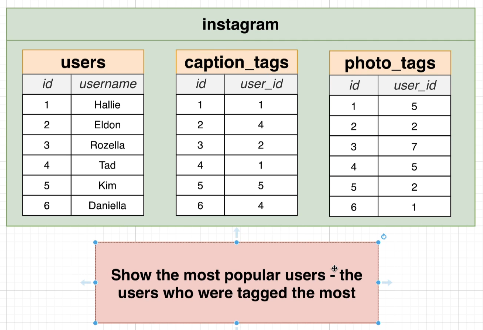 instagram
users caption_tags photo_tags
id username id user_id id user_id
1 Hallie 1 1 1 5
2 Eldon 2 4 2 2
3 Rozella 3 2 3 7
4 Tad 4 1 4 5
5 Kim 5 5 5 2
6 Daniella 6 4 6 1
Show the most popular users - the
users who were tagged the most